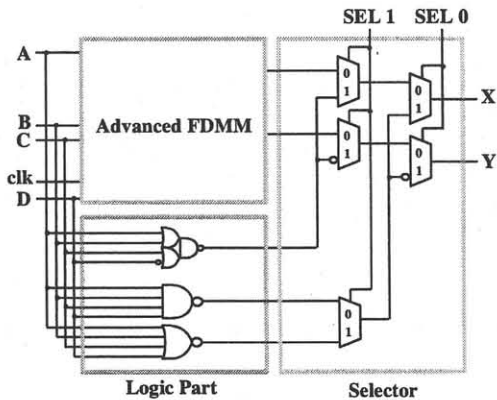 SEL 1 SEL 0
A
B
C
clk
D
Advanced FDMM
0
1
0
1
0
1
0
1
0
1
X
Y
Logic Part
Selector